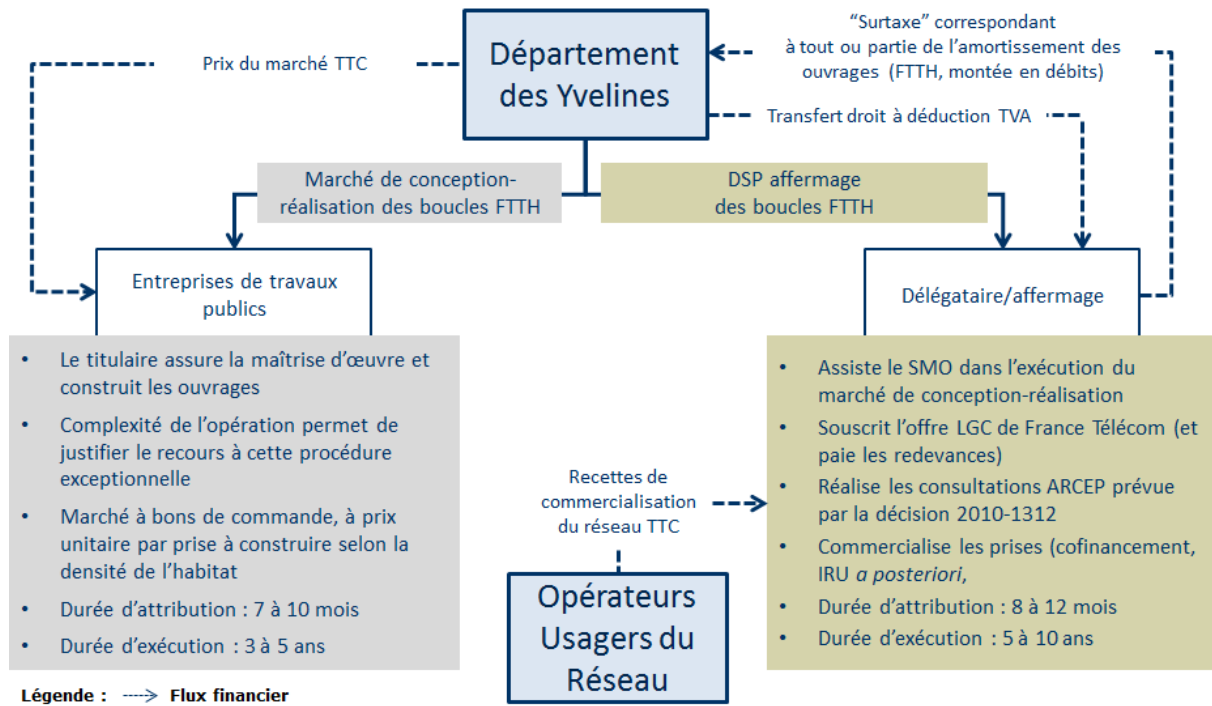 Département
des Yvelines
Prix du marché TTC
“Surtaxe” correspondant
à tout ou partie de l’amortissement des
ouvrages (FTTH, montée en débits)
Transfert droit à déduction TVA
Marché de conception-
réalisation des boucles FTTH
DSP affermage
des boucles FTTH
Entreprises de travaux
publics
• Le titulaire assure la maîtrise d’œuvre et
construit les ouvrages
• Complexité de l’opération permet de
justifier le recours à cette procédure
exceptionnelle
• Marché à bons de commande, à prix
unitaire par prise à construire selon la
densité de l’habitat
• Durée d’attribution : 7 à 10 mois
• Durée d’exécution : 3 à 5 ans
Délégataire/affermage
• Assiste le SMO dans l’exécution du
marché de conception-réalisation
• Souscrit l’offre LGC de France Télécom (et
paie les redevances)
• Réalise les consultations ARCEP prévue
par la décision 2010-1312
• Commercialise les prises (cofinancement,
IRU a posteriori,
• Durée d’attribution : 8 à 12 mois
• Durée d’exécution : 5 à 10 ans
Recettes de
commercialisation
du réseau TTC
Opérateurs
Usagers du
Réseau
Légende : ----> Flux financier